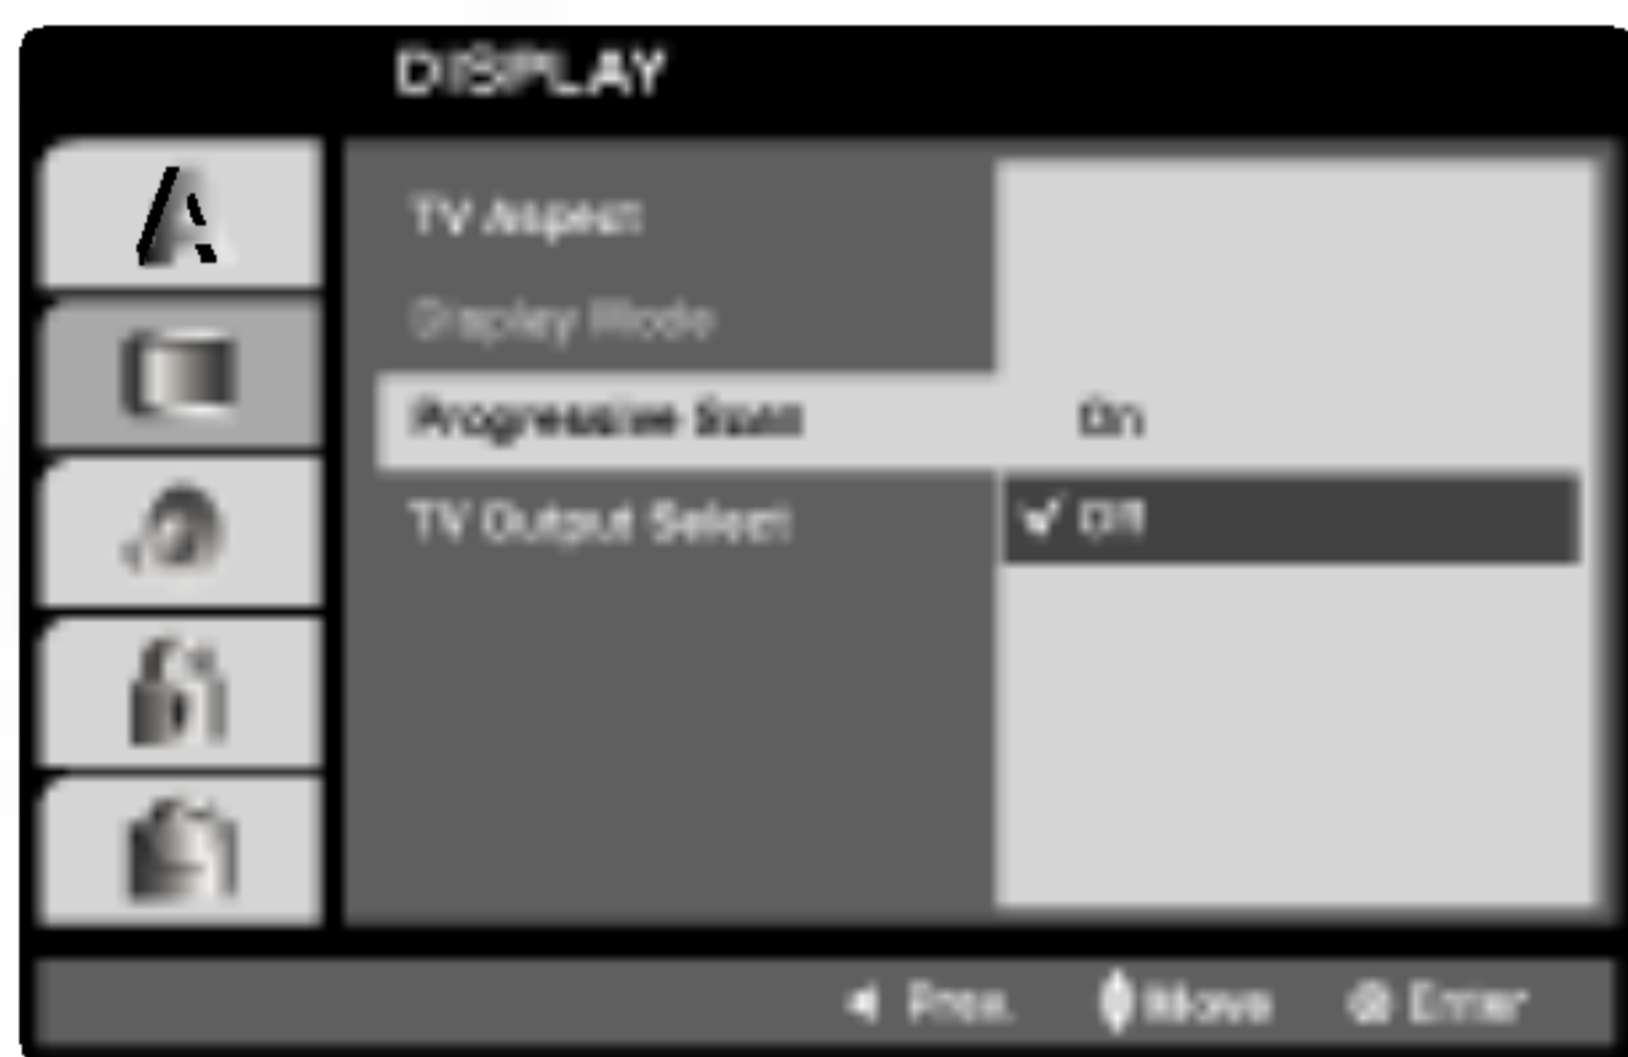 DISPLAY
A
TV Aspect
Display Mode
Progressive Scan On
TV Output Select ✓ Off
◀ Prev. Move Enter